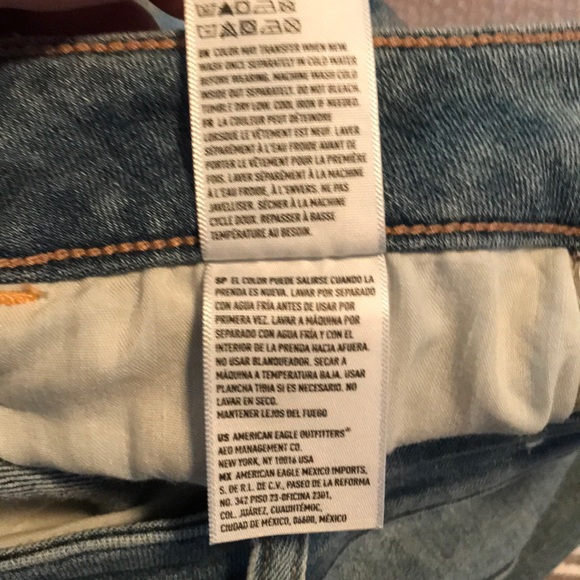 EN COLOR MAY TRANSFER WHEN NEW
WASH ONCE SEPARATELY IN COLD WATER
BEFORE WEARING. MACHINE WASH COLD
INSIDE OUT SEPARATELY. DO NOT BLEACH.
TUMBLE DRY LOW. COOL IRON IF NEEDED.
FR LA COULEUR PEUT DÉTEINDRE
LORSQUE LE VÊTEMENT EST NEUF. LAVER
SÉPARÉMENT À L'EAU FROIDE AVANT DE
PORTER LE VÊTEMENT POUR LA PREMIÈRE
FOIS. LAVER SÉPARÉMENT À LA MACHINE
À L'EAU FROIDE, À L'ENVERS. NE PAS
JAVELLISER. SÉCHER À LA MACHINE
CYCLE DOUX. REPASSER À BASSE
TEMPÉRATURE AU BESOIN.
SP EL COLOR PUEDE SALIRSE CUANDO LA
PRENDA ES NUEVA. LAVAR POR SEPARADO
CON AGUA FRÍA ANTES DE USAR POR
PRIMERA VEZ. LAVAR A MÁQUINA POR
SEPARADO CON AGUA FRÍA Y CON EL
INTERIOR DE LA PRENDA HACIA AFUERA.
NO USAR BLANQUEADOR. SECAR A
MÁQUINA A TEMPERATURA BAJA. USAR
PLANCHA TIBIA SI ES NECESARIO. NO
LAVAR EN SECO.
MANTENER LEJOS DEL FUEGO
US AMERICAN EAGLE OUTFITTERS®
AEO MANAGEMENT CO.
NEW YORK, NY 10016 USA
MX AMERICAN EAGLE MEXICO IMPORTS,
S. DE R.L. DE C.V., PASEO DE LA REFORMA
NO. 342 PISO 23-OFICINA 2301,
COL. JUÁREZ, CUAUHTÉMOC,
CIUDAD DE MÉXICO, 06600, MÉXICO